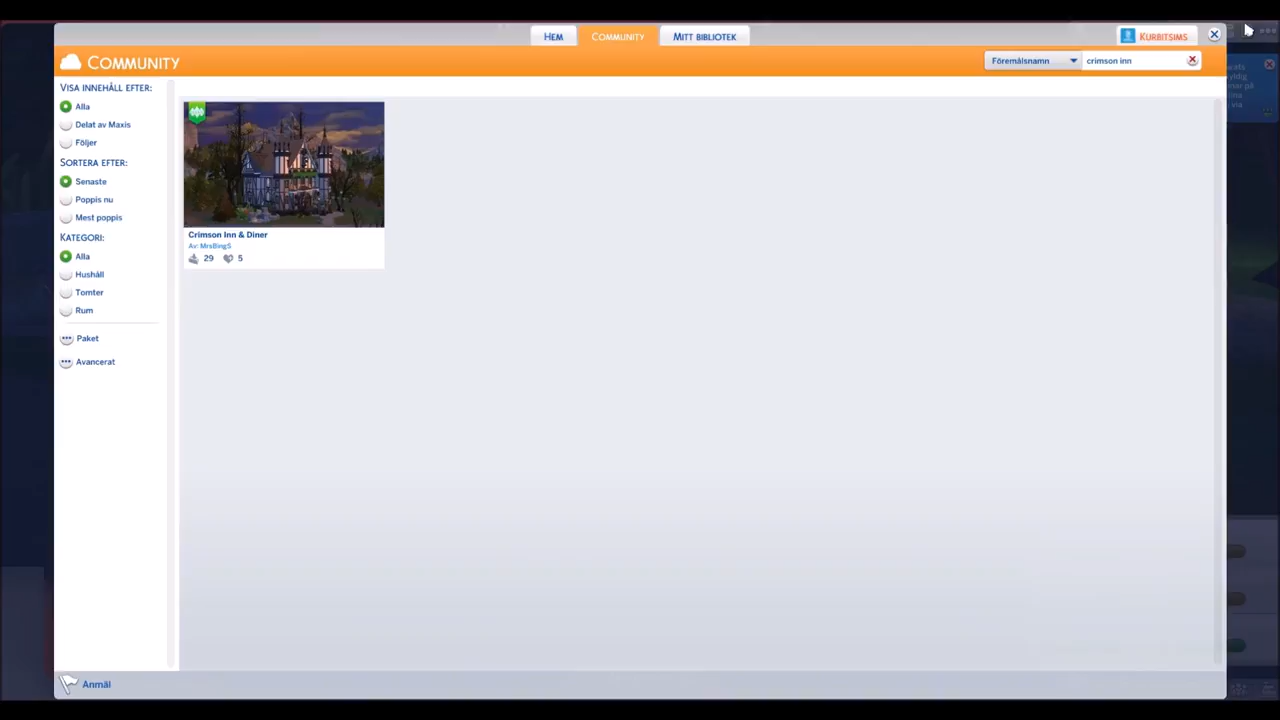 HEM
COMMUNITY
MITT BIBLIOTEK
KURBITSIMS
COMMUNITY
Föremålsnamn
crimson inn
VISA INNEHÅLL EFTER:
Alla
Delat av Maxis
Följer
SORTERA EFTER:
Senaste
Poppis nu
Mest poppis
KATEGORI:
Alla
Hushåll
Tomter
Rum
Paket
Avancerat
Crimson Inn & Diner
Av: MrsBingS
29 5
Anmäl